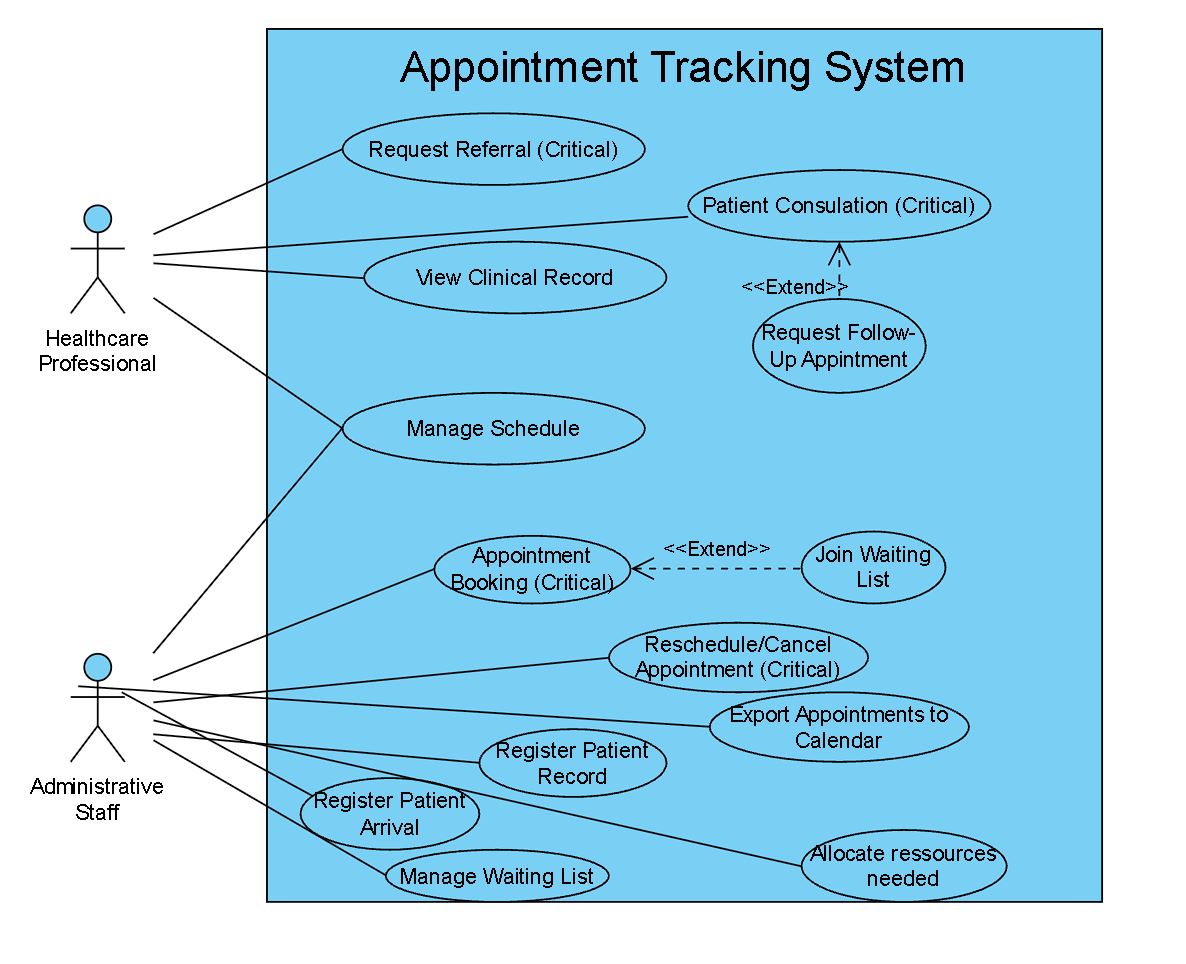 Appointment Tracking System
Request Referral (Critical)
Patient Consulation (Critical)
View Clinical Record
<<Extend>>
Request Follow-
Up Appintment
Healthcare
Professional
Manage Schedule
Appointment
Booking (Critical)
<<Extend>>
Join Waiting
List
Reschedule/Cancel
Appointment (Critical)
Export Appointments to
Calendar
Register Patient
Record
Administrative
Staff
Register Patient
Arrival
Manage Waiting List
Allocate ressources
needed